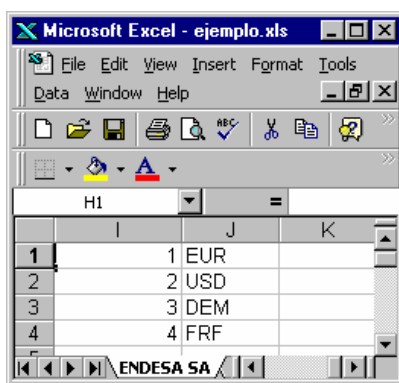 Microsoft Excel - ejemplo.xls
File Edit View Insert Format Tools
Data Window Help
ABC
H1 =
I J K
1 1 EUR
2 2 USD
3 3 DEM
4 4 FRF
ENDESA SA